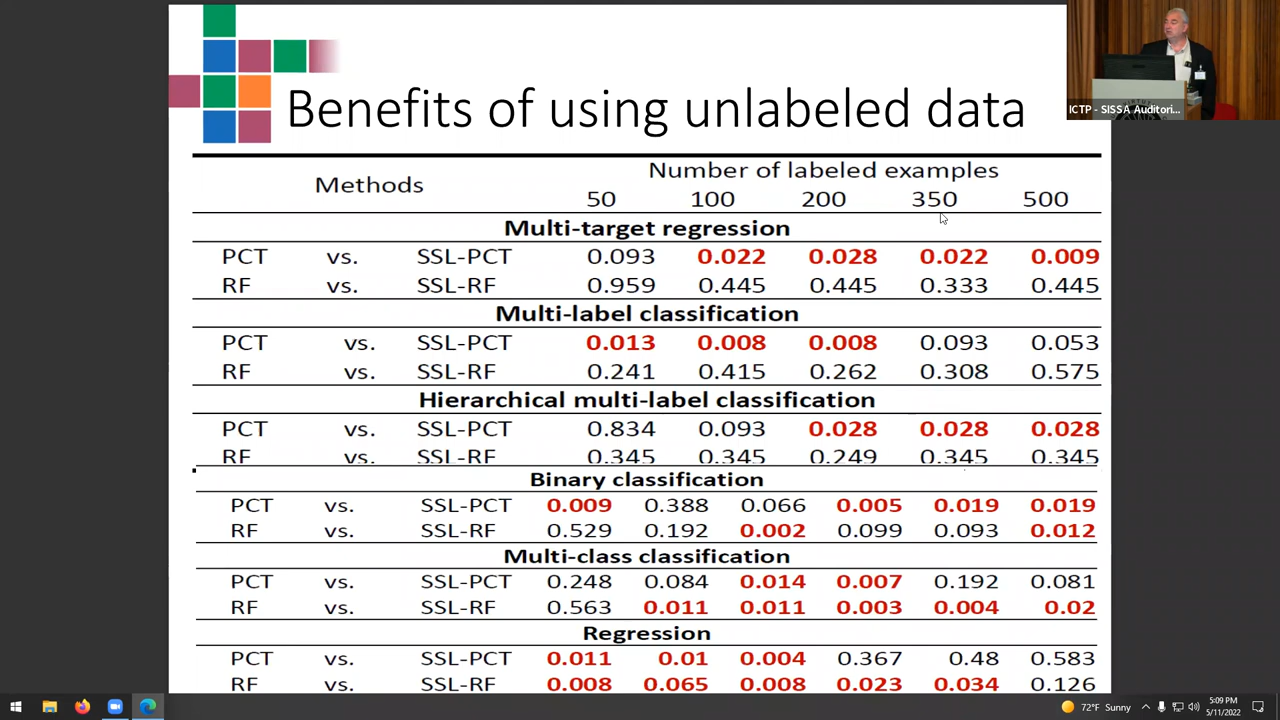 Benefits of using unlabeled data
ICTP - SISSA Auditori...
Methods
Number of labeled examples
50 100 200 350 500
Multi-target regression
PCT vs. SSL-PCT 0.093 0.022 0.028 0.022 0.009
RF vs. SSL-RF 0.959 0.445 0.445 0.333 0.445
Multi-label classification
PCT vs. SSL-PCT 0.013 0.008 0.008 0.093 0.053
RF vs. SSL-RF 0.241 0.415 0.262 0.308 0.575
Hierarchical multi-label classification
PCT vs. SSL-PCT 0.834 0.093 0.028 0.028 0.028
RF vs. SSL-RF 0.345 0.345 0.249 0.345 0.345
Binary classification
PCT vs. SSL-PCT 0.009 0.388 0.066 0.005 0.019 0.019
RF vs. SSL-RF 0.529 0.192 0.002 0.099 0.093 0.012
Multi-class classification
PCT vs. SSL-PCT 0.248 0.084 0.014 0.007 0.192 0.081
RF vs. SSL-RF 0.563 0.011 0.011 0.003 0.004 0.02
Regression
PCT vs. SSL-PCT 0.011 0.01 0.004 0.367 0.48 0.583
RF vs. SSL-RF 0.008 0.065 0.008 0.023 0.034 0.126
72°F Sunny
5:09 PM
5/11/2022